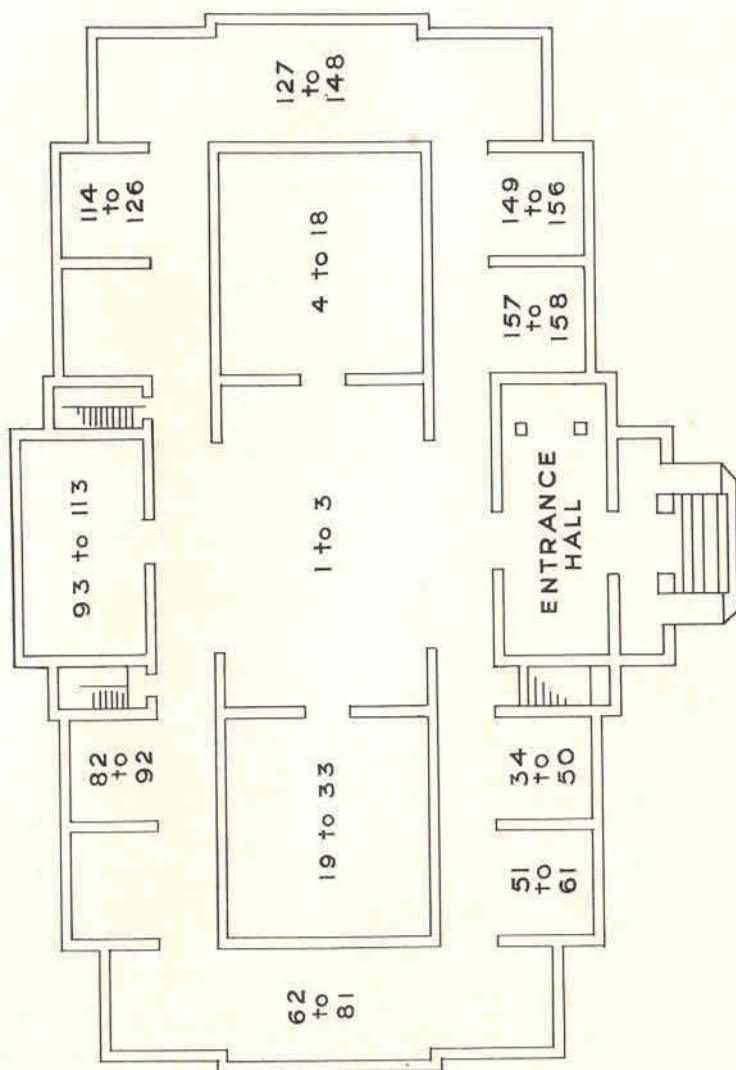 127
to
148
114
to
126
4 to 18
149
to
156
157
to
158
93 to 113
1 to 3
ENTRANCE
HALL
82
to
92
19 to 33
34
to
50
51
to
61
62
to
81